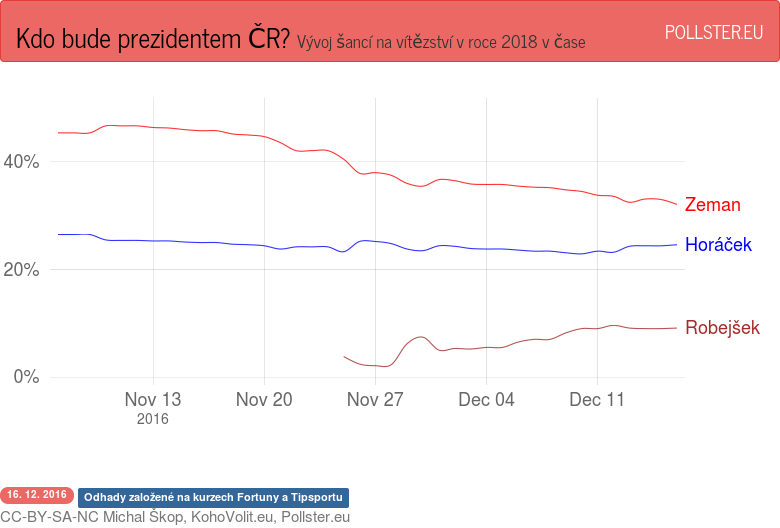 Kdo bude prezidentem ČR? Vývoj šancí na vítězství v roce 2018 v čase
POLLSTER.EU
40%
Zeman
Horáček
20%
Robejšek
0%
Nov 13 Nov 20 Nov 27 Dec 04 Dec 11
2016
16. 12. 2016 Odhady založené na kurzech Fortuny a Tipsportu
CC-BY-SA-NC Michal Škop, KohoVolit.eu, Pollster.eu